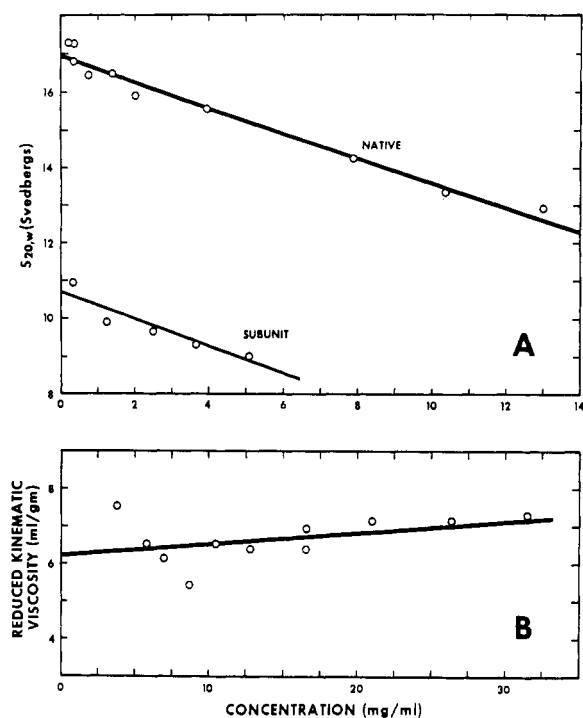 S20,w (Svedbergs)
16
14
12
10
8
NATIVE
SUBUNIT
A
0 2 4 6 8 10 12 14
REDUCED KINEMATIC
VISCOSITY (ml/gm)
8
6
4
B
0 10 20 25 30
CONCENTRATION (mg/ml)